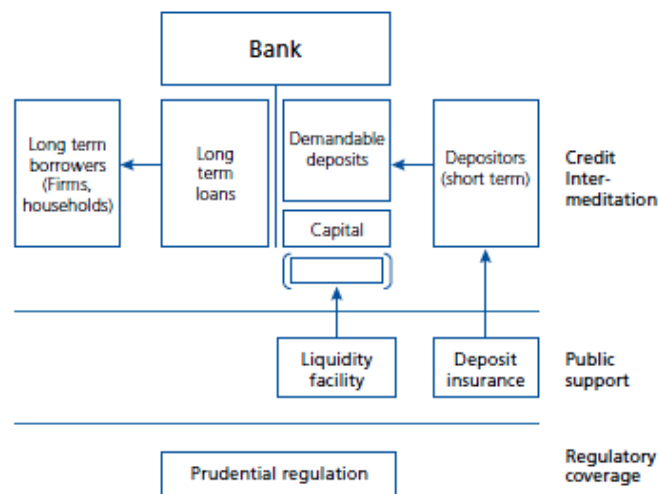 Bank
Long term
borrowers
(Firms,
households)
Long
term
loans
Demandable
deposits
Capital
Depositors
(short term)
Credit
Inter-
meditation
Liquidity
facility
Deposit
insurance
Public
support
Prudential regulation
Regulatory
coverage